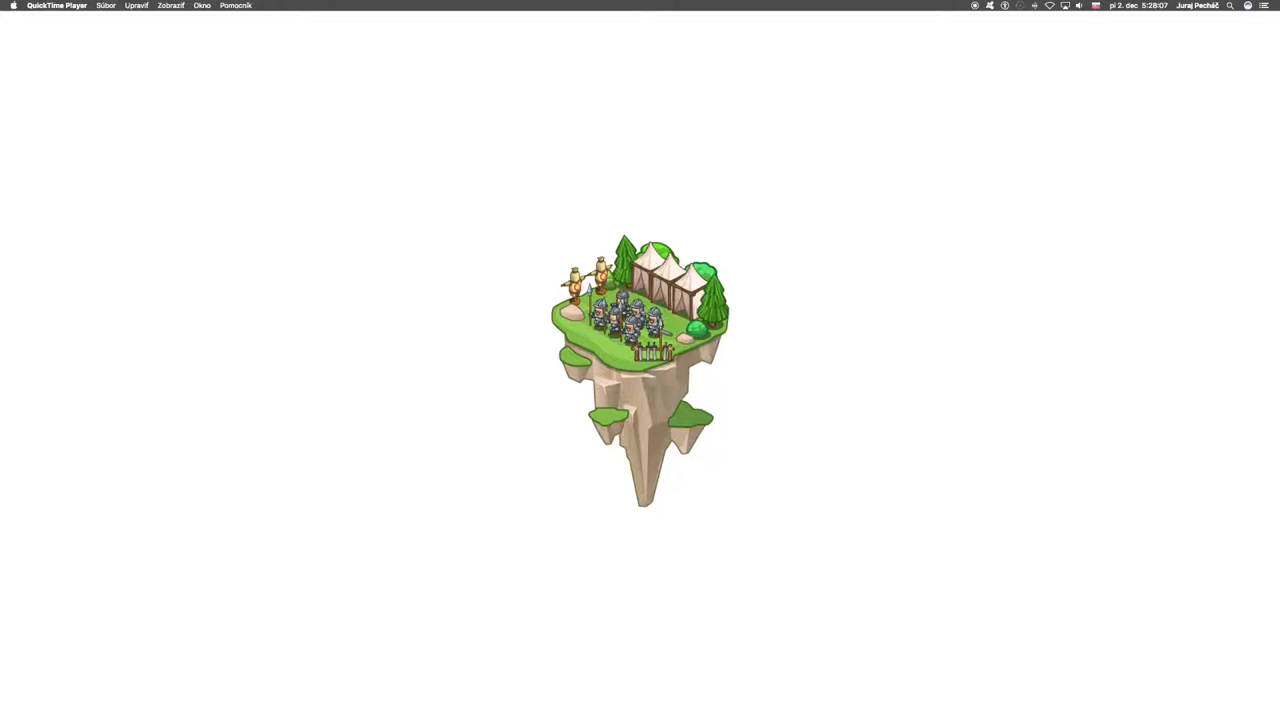 QuickTime Player Súbor Upraviť Zobraziť Okno Pomocník pi 2. dec 5:28:07 Juraj Pecháč